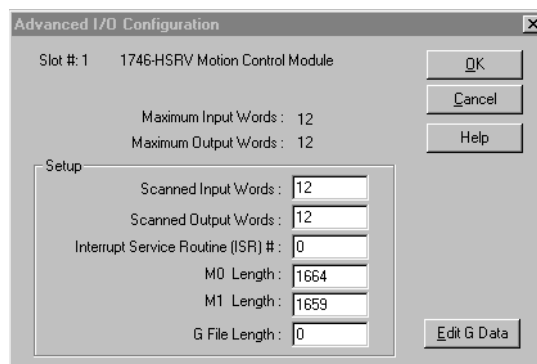 Advanced I/O Configuration
Slot #: 1 1746-HSRV Motion Control Module
OK
Cancel
Help
Maximum Input Words : 12
Maximum Output Words : 12
Setup
Scanned Input Words : 12
Scanned Output Words : 12
Interrupt Service Routine (ISR) # : 0
M0 Length : 1664
M1 Length : 1659
G File Length : 0
Edit G Data